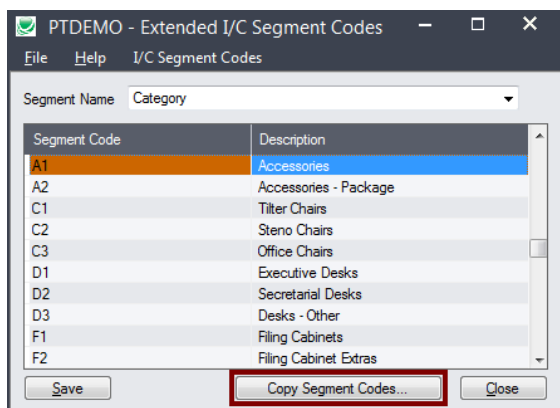 PTDEMO - Extended I/C Segment Codes
File Help I/C Segment Codes
Segment Name Category
Segment Code Description
A1 Accessories
A2 Accessories - Package
C1 Tilter Chairs
C2 Steno Chairs
C3 Office Chairs
D1 Executive Desks
D2 Secretarial Desks
D3 Desks - Other
F1 Filing Cabinets
F2 Filing Cabinet Extras
Save Copy Segment Codes... Close